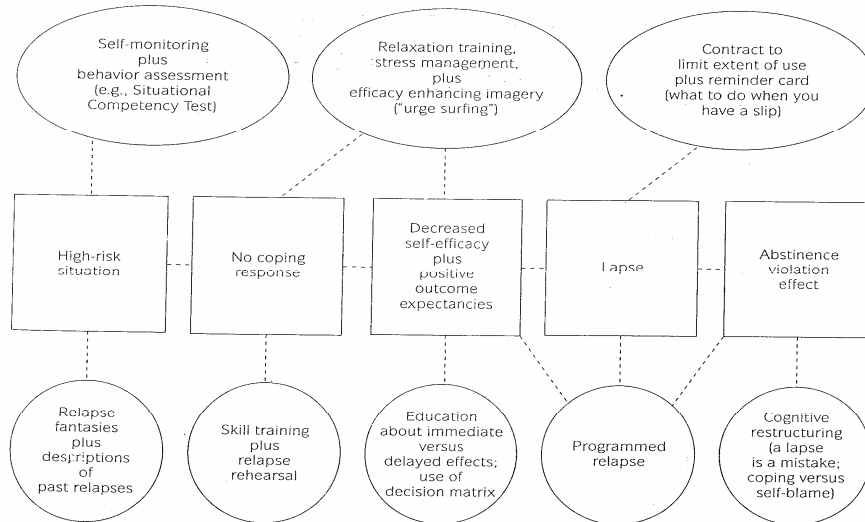 Self-monitoring
plus
behavior assessment
(e.g., Situational
Competency Test)
Relaxation training,
stress management,
plus
efficacy enhancing imagery
("urge surfing")
Contract to
limit extent of use
plus reminder card
(what to do when you
have a slip)
High-risk
situation
No coping
response
Decreased
self-efficacy
plus
positive
outcome
expectancies
Lapse
Abstinence
violation
effect
Relapse
fantasies
plus
descriptions
of
past relapses
Skill training
plus
relapse
rehearsal
Education
about immediate
versus
delayed effects;
use of
decision matrix
Programmed
relapse
Cognitive
restructuring
(a lapse
is a mistake;
coping versus
self-blame)